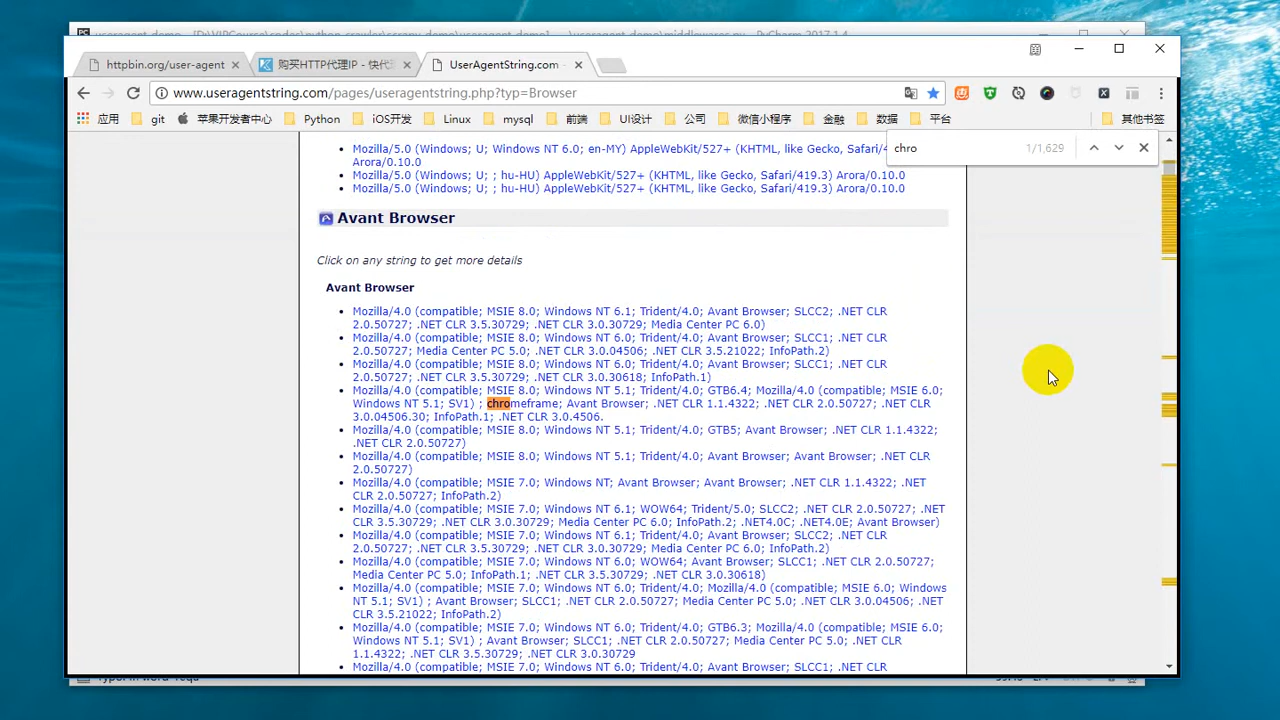 useragent_demo - [D:\VIPCourse\codes\python-crawler\scrapy_demo\useragent_demo] - ...\useragent_demo\middlewares.py - PyCharm 2017.1.4
httpbin.org/user-agent
购买HTTP代理IP - 快代
UserAgentString.com -
www.useragentstring.com/pages/useragentstring.php?typ=Browser
应用 git 苹果开发者中心 Python iOS开发 Linux mysql 前端 UI设计 公司 微信小程序 金融 数据 平台 其他书签
chro 1/1,629
Mozilla/5.0 (Windows; U; Windows NT 6.0; en-MY) AppleWebKit/527+ (KHTML, like Gecko, Safari/419.3)
Arora/0.10.0
Mozilla/5.0 (Windows; U; ; hu-HU) AppleWebKit/527+ (KHTML, like Gecko, Safari/419.3) Arora/0.10.0
Mozilla/5.0 (Windows; U; ; hu-HU) AppleWebKit/527+ (KHTML, like Gecko, Safari/419.3) Arora/0.10.0
Avant Browser
Click on any string to get more details
Avant Browser
Mozilla/4.0 (compatible; MSIE 8.0; Windows NT 6.1; Trident/4.0; Avant Browser; SLCC2; .NET CLR
2.0.50727; .NET CLR 3.5.30729; .NET CLR 3.0.30729; Media Center PC 6.0)
Mozilla/4.0 (compatible; MSIE 8.0; Windows NT 6.0; Trident/4.0; Avant Browser; SLCC1; .NET CLR
2.0.50727; Media Center PC 5.0; .NET CLR 3.0.04506; .NET CLR 3.5.21022; InfoPath.2)
Mozilla/4.0 (compatible; MSIE 8.0; Windows NT 6.0; Trident/4.0; Avant Browser; SLCC1; .NET CLR
2.0.50727; .NET CLR 3.5.30729; .NET CLR 3.0.30618; InfoPath.1)
Mozilla/4.0 (compatible; MSIE 8.0; Windows NT 5.1; Trident/4.0; GTB6.4; Mozilla/4.0 (compatible; MSIE 6.0;
Windows NT 5.1; SV1) ; chromeframe; Avant Browser; .NET CLR 1.1.4322; .NET CLR 2.0.50727; .NET CLR
3.0.04506.30; InfoPath.1; .NET CLR 3.0.4506.
Mozilla/4.0 (compatible; MSIE 8.0; Windows NT 5.1; Trident/4.0; GTB5; Avant Browser; .NET CLR 1.1.4322;
.NET CLR 2.0.50727)
Mozilla/4.0 (compatible; MSIE 8.0; Windows NT 5.1; Trident/4.0; Avant Browser; Avant Browser; .NET CLR
2.0.50727)
Mozilla/4.0 (compatible; MSIE 7.0; Windows NT; Avant Browser; Avant Browser; .NET CLR 1.1.4322; .NET
CLR 2.0.50727; InfoPath.2)
Mozilla/4.0 (compatible; MSIE 7.0; Windows NT 6.1; WOW64; Trident/5.0; SLCC2; .NET CLR 2.0.50727; .NET
CLR 3.5.30729; .NET CLR 3.0.30729; Media Center PC 6.0; InfoPath.2; .NET4.0C; .NET4.0E; Avant Browser)
Mozilla/4.0 (compatible; MSIE 7.0; Windows NT 6.1; Trident/4.0; Avant Browser; SLCC2; .NET CLR
2.0.50727; .NET CLR 3.5.30729; .NET CLR 3.0.30729; Media Center PC 6.0; InfoPath.2)
Mozilla/4.0 (compatible; MSIE 7.0; Windows NT 6.0; WOW64; Avant Browser; SLCC1; .NET CLR 2.0.50727;
Media Center PC 5.0; InfoPath.1; .NET CLR 3.5.30729; .NET CLR 3.0.30618)
Mozilla/4.0 (compatible; MSIE 7.0; Windows NT 6.0; Mozilla/4.0 (compatible; MSIE 6.0; Windows
NT 5.1; SV1) ; Avant Browser; SLCC1; .NET CLR 2.0.50727; Media Center PC 5.0; .NET CLR 3.0.04506; .NET
CLR 3.5.21022; InfoPath.2)
Mozilla/4.0 (compatible; MSIE 7.0; Windows NT 6.0; GTB6.3; Mozilla/4.0 (compatible; MSIE 6.0;
Windows NT 5.1; SV1) ; Avant Browser; SLCC1; .NET CLR 2.0.50727; Media Center PC 5.0; .NET CLR
1.1.4322; .NET CLR 3.5.30729; .NET CLR 3.0.30729
Mozilla/4.0 (compatible; MSIE 7.0; Windows NT 6.0; Avant Browser; SLCC1; .NET CLR